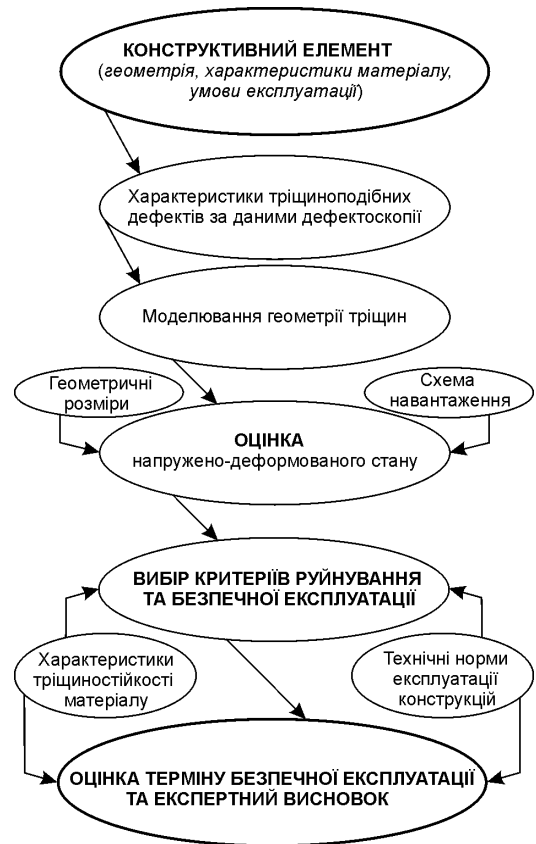 КОНСТРУКТИВНИЙ ЕЛЕМЕНТ
(геометрія, характеристики матеріалу,
умови експлуатації)
Характеристики тріщиноподібних
дефектів за даними дефектоскопії
Моделювання геометрії тріщин
Геометричні
розміри
Схема
навантаження
ОЦІНКА
напружено-деформованого стану
ВИБІР КРИТЕРІЇВ РУЙНУВАННЯ
ТА БЕЗПЕЧНОЇ ЕКСПЛУАТАЦІЇ
Характеристики
тріщиностійкості
матеріалу
Технічні норми
експлуатації
конструкцій
ОЦІНКА ТЕРМІНУ БЕЗПЕЧНОЇ ЕКСПЛУАТАЦІЇ
ТА ЕКСПЕРТНИЙ ВИСНОВОК